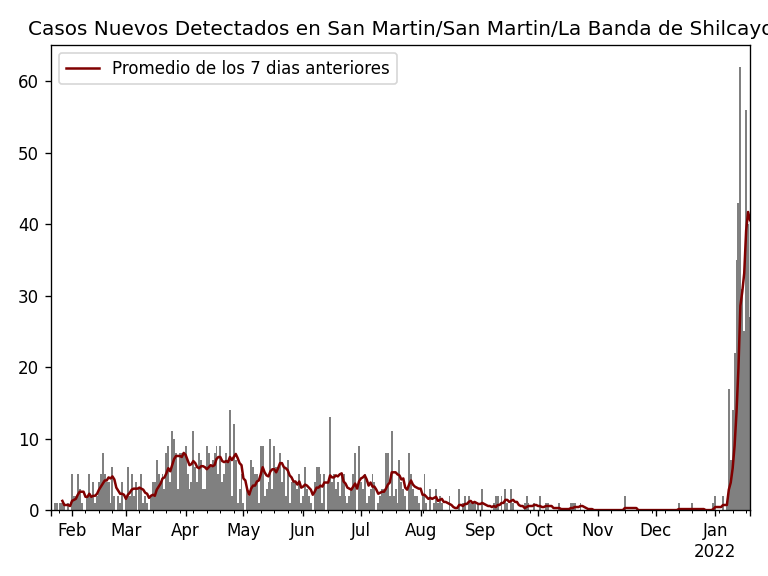 Casos Nuevos Detectados en San Martin/San Martin/La Banda de Shilcayo
Promedio de los 7 dias anteriores
60
50
40
30
20
10
0
Feb Mar Apr May Jun Jul Aug Sep Oct Nov Dec Jan
2022